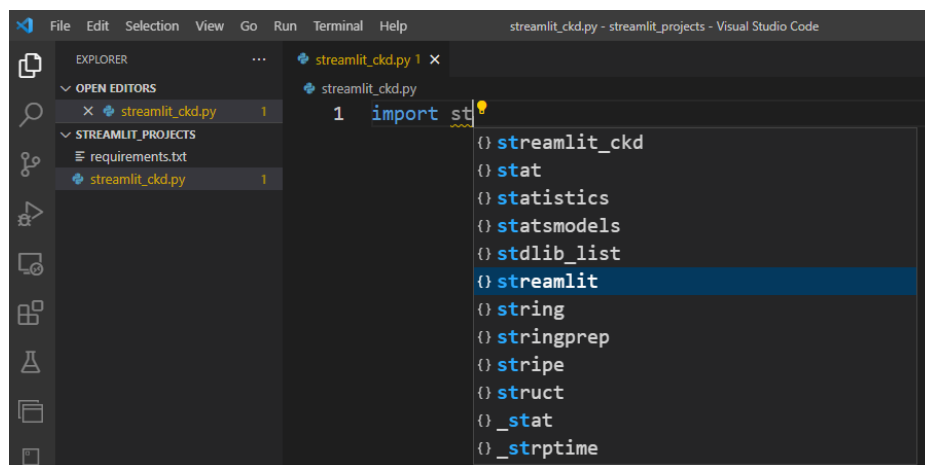 File Edit Selection View Go Run Terminal Help streamlit_ckd.py - streamlit_projects - Visual Studio Code
EXPLORER ...
OPEN EDITORS
streamlit_ckd.py 1
STREAMLIT_PROJECTS
requirements.txt
streamlit_ckd.py 1
streamlit_ckd.py 1
streamlit_ckd.py
1 import st
{} streamlit_ckd
{} stat
{} statistics
{} statsmodels
{} stdlib_list
{} streamlit
{} string
{} stringprep
{} stripe
{} struct
{} _stat
{} _strptime